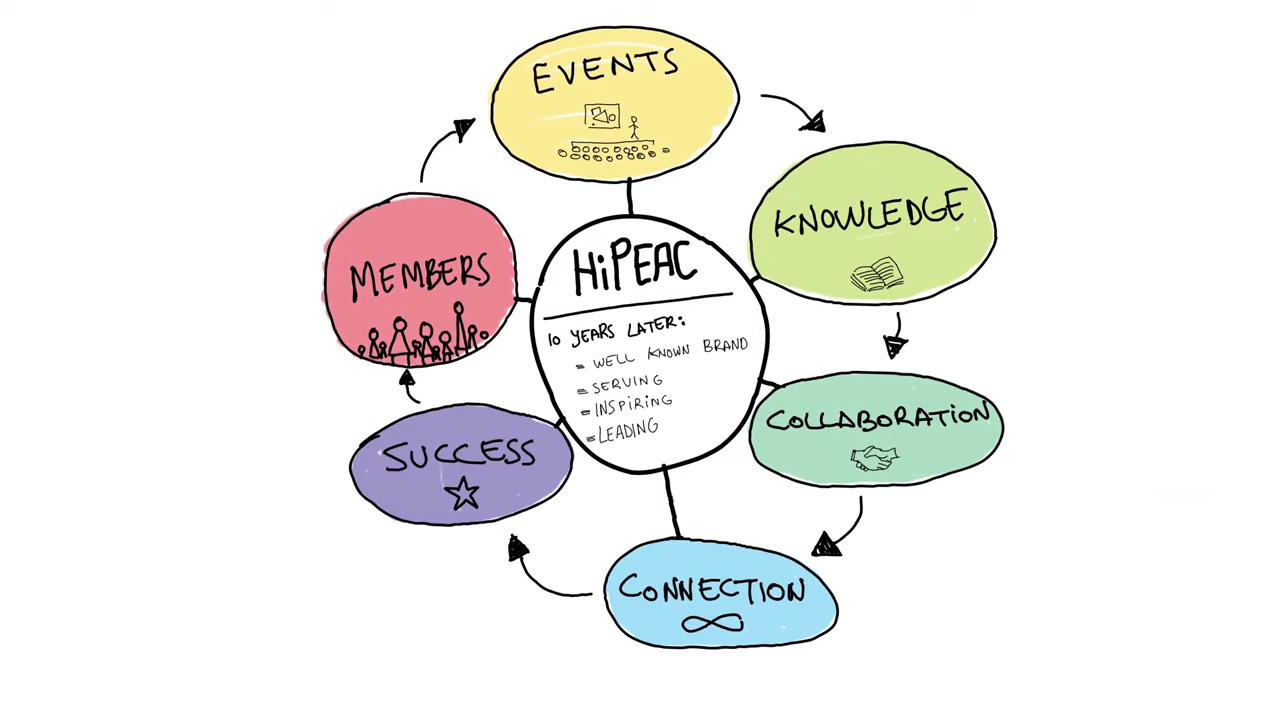 EVENTS
KNOWLEDGE
MEMBERS
HiPEAC
10 YEARS LATER:
= WELL KNOWN BRAND
= SERVING
= INSPIRING
= LEADING
COLLABORATION
SUCCESS
CONNECTION